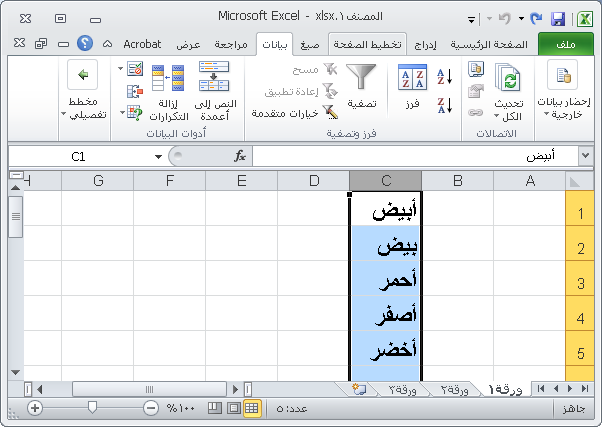 المصنف١.xlsx - Microsoft Excel
ملف الصفحة الرئيسية إدراج تخطيط الصفحة صيغ بيانات مراجعة عرض Acrobat
إحضار بيانات خارجية
تحديث الكل
الاتصالات
فرز
تصفية
مسح
إعادة تطبيق
خيارات متقدمة
فرز وتصفية
النص إلى أعمدة
إزالة التكرارات
أدوات البيانات
مخطط تفصيلي
C1 fx أبيض
A B C D E F G H
1 أبيض
2 بيض
3 أحمر
4 أصفر
5 أخضر
ورقة١ ورقة٢ ورقة٣
جاهز عدد: ٥ ١٠٠%